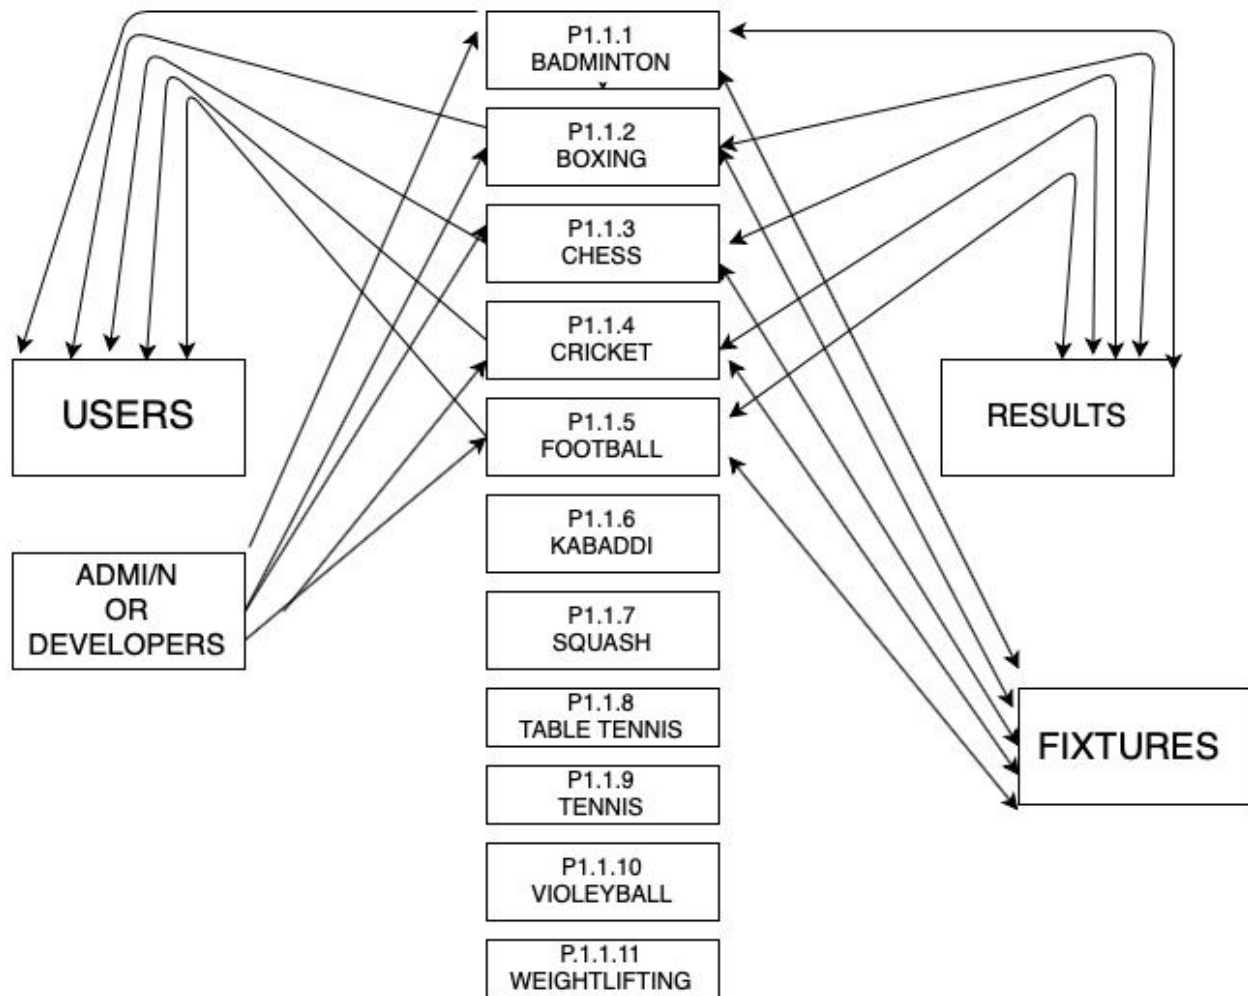 P1.1.1
BADMINTON
P1.1.2
BOXING
P1.1.3
CHESS
P1.1.4
CRICKET
USERS
RESULTS
P1.1.5
FOOTBALL
P1.1.6
KABADDI
ADMI/N
OR
DEVELOPERS
P1.1.7
SQUASH
P1.1.8
TABLE TENNIS
FIXTURES
P1.1.9
TENNIS
P1.1.10
VIOLEYBALL
P.1.1.11
WEIGHTLIFTING